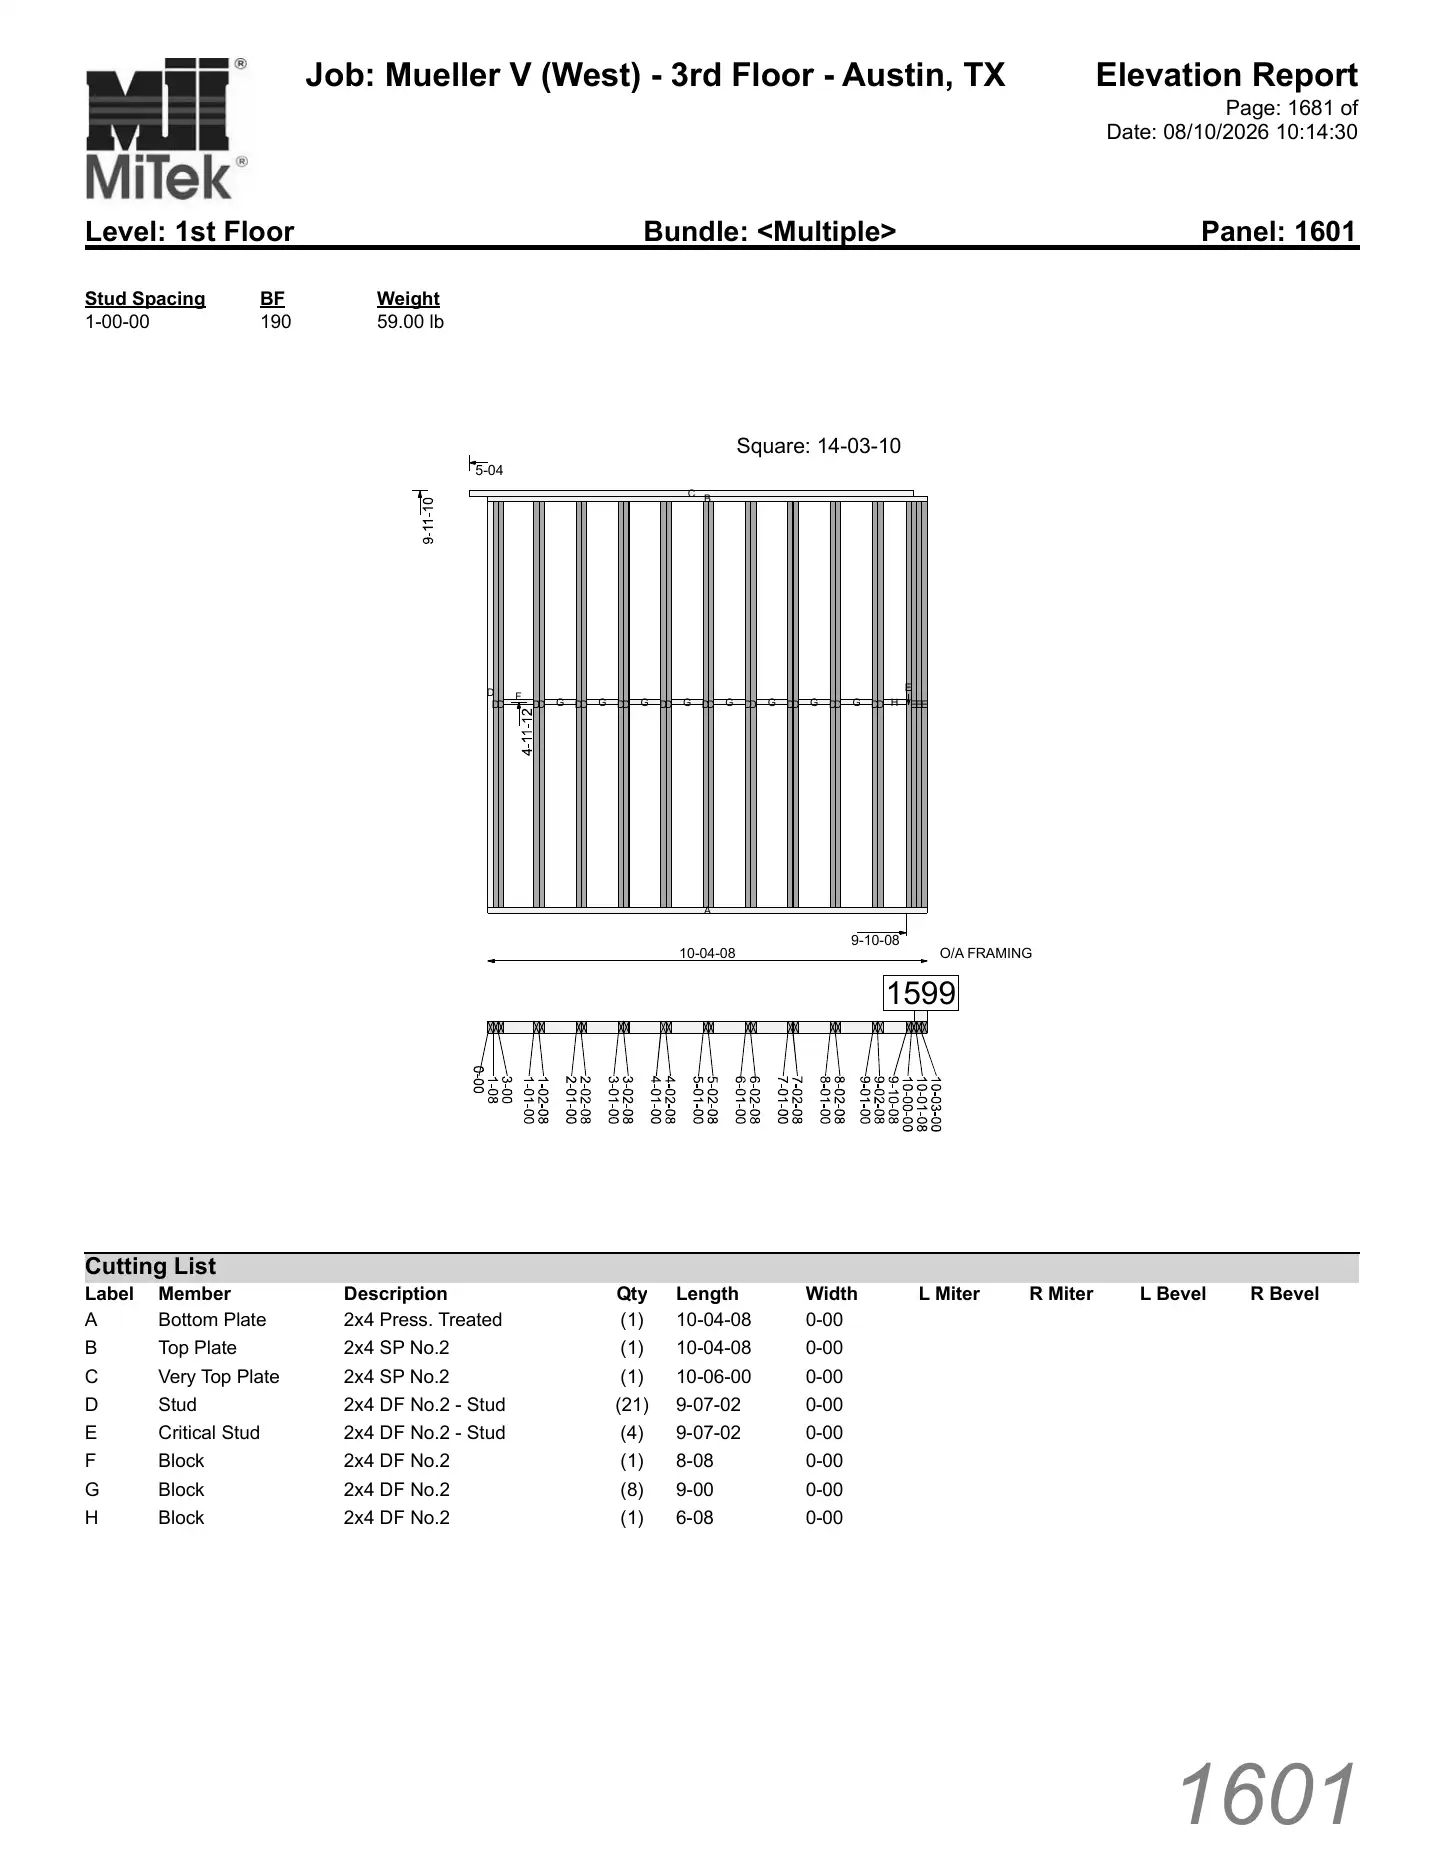 Job: Mueller V (West) - 3rd Floor - Austin, TX
Elevation Report
Page: 1681 of
Date: 08/10/2026 10:14:30
MiTek®
Level: 1st Floor
Bundle: <Multiple>
Panel: 1601
Stud Spacing BF Weight
1-00-00 190 59.00 lb
Square: 14-03-10
5-04
C
B
9-11-10
D
F
G G G G G G G G H
E
4-11-12
A
9-10-08
10-04-08
O/A FRAMING
1599
0-00
1-08
3-00
1-01-00
1-02-08
2-01-00
2-02-08
3-01-00
3-02-08
4-01-00
4-02-08
5-01-00
5-02-08
6-01-00
6-02-08
7-01-00
7-02-08
8-01-00
8-02-08
9-01-00
9-02-08
9-10-08
10-00-00
10-01-08
10-03-00
Cutting List
Label Member Description Qty Length Width L Miter R Miter L Bevel R Bevel
A Bottom Plate 2x4 Press. Treated (1) 10-04-08 0-00
B Top Plate 2x4 SP No.2 (1) 10-04-08 0-00
C Very Top Plate 2x4 SP No.2 (1) 10-06-00 0-00
D Stud 2x4 DF No.2 - Stud (21) 9-07-02 0-00
E Critical Stud 2x4 DF No.2 - Stud (4) 9-07-02 0-00
F Block 2x4 DF No.2 (1) 8-08 0-00
G Block 2x4 DF No.2 (8) 9-00 0-00
H Block 2x4 DF No.2 (1) 6-08 0-00
1601